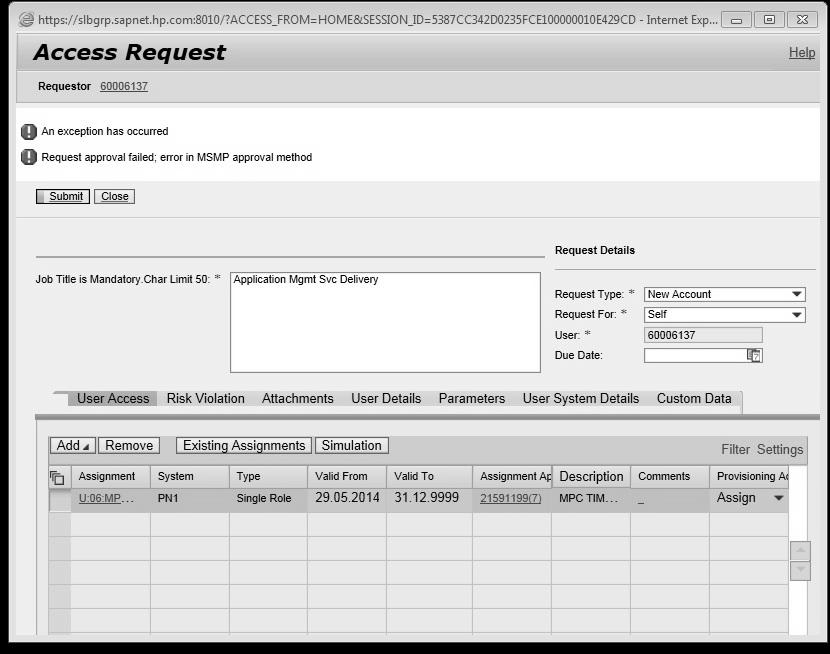 https://slbgrp.sapnet.hp.com:8010/?ACCESS_FROM=HOME&SESSION_ID=5387CC342D0235FCE100000010E429CD - Internet Exp...
Access Request
Help
Requestor 60006137
An exception has occurred
Request approval failed; error in MSMP approval method
Submit Close
Request Details
Job Title is Mandatory.Char Limit 50: * Application Mgmt Svc Delivery
Request Type: * New Account
Request For: * Self
User: * 60006137
Due Date:
User Access Risk Violation Attachments User Details Parameters User System Details Custom Data
Add Remove Existing Assignments Simulation Filter Settings
Assignment System Type Valid From Valid To Assignment Ap Description Comments Provisioning Ac
U:06:MP... PN1 Single Role 29.05.2014 31.12.9999 21591199(7) MPC TIM... _ Assign